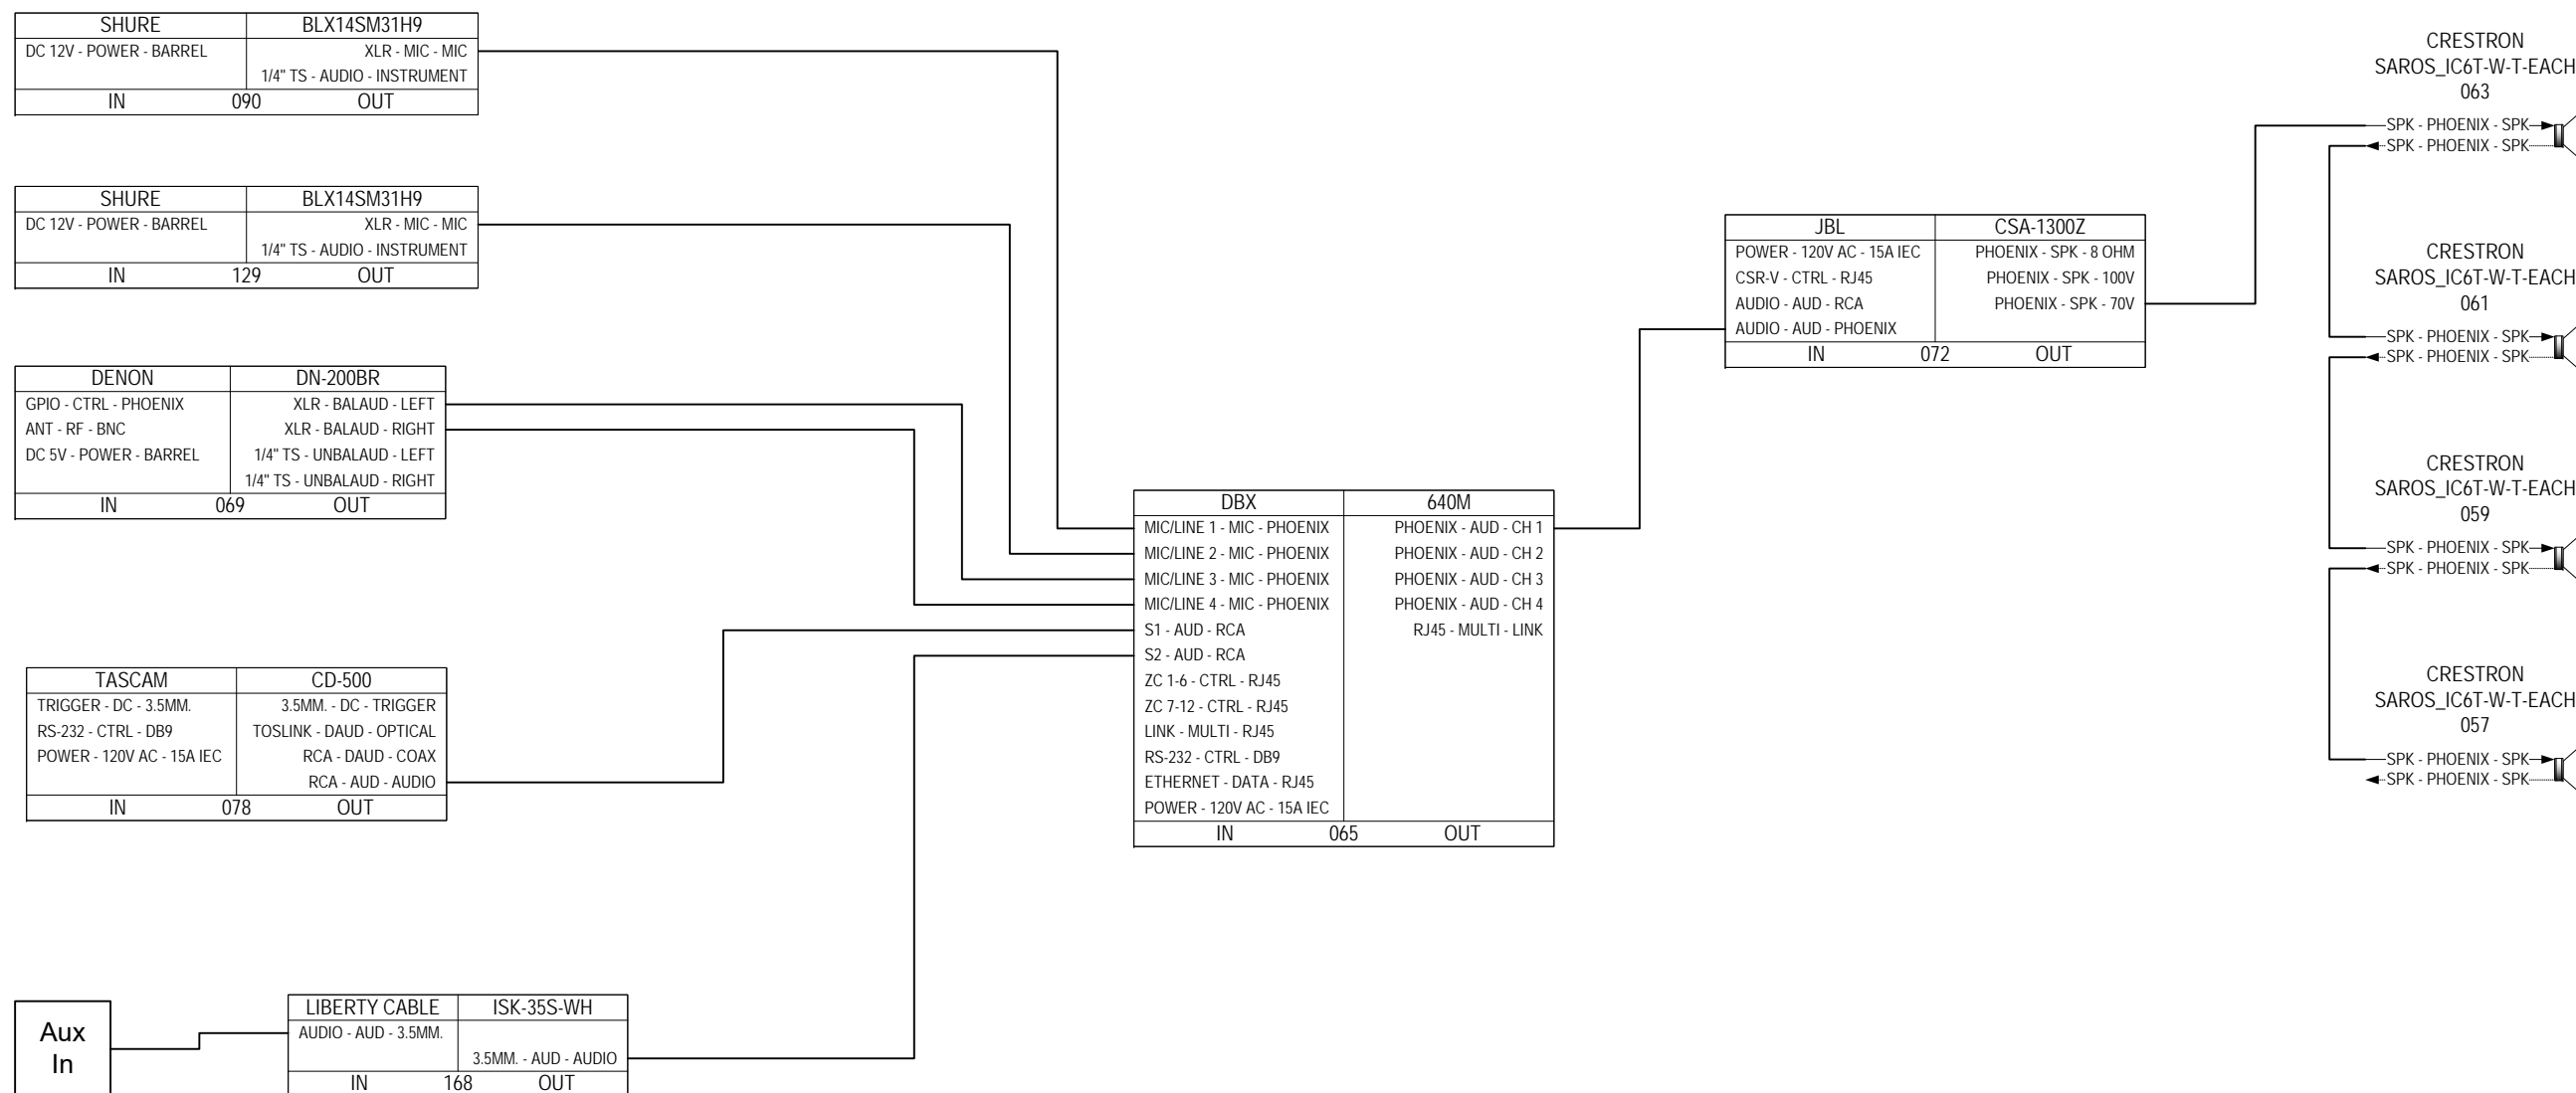 SHURE BLX14SM31H9
DC 12V - POWER - BARREL XLR - MIC - MIC
1/4" TS - AUDIO - INSTRUMENT
IN 090 OUT
SHURE BLX14SM31H9
DC 12V - POWER - BARREL XLR - MIC - MIC
1/4" TS - AUDIO - INSTRUMENT
IN 129 OUT
DENON DN-200BR
GPIO - CTRL - PHOENIX XLR - BALAUD - LEFT
ANT - RF - BNC XLR - BALAUD - RIGHT
DC 5V - POWER - BARREL 1/4" TS - UNBALAUD - LEFT
1/4" TS - UNBALAUD - RIGHT
IN 069 OUT
TASCAM CD-500
TRIGGER - DC - 3.5MM. 3.5MM. - DC - TRIGGER
RS-232 - CTRL - DB9 TOSLINK - DAUD - OPTICAL
POWER - 120V AC - 15A IEC RCA - DAUD - COAX
RCA - AUD - AUDIO
IN 078 OUT
Aux
In
LIBERTY CABLE ISK-35S-WH
AUDIO - AUD - 3.5MM.
3.5MM. - AUD - AUDIO
IN 168 OUT
DBX 640M
MIC/LINE 1 - MIC - PHOENIX PHOENIX - AUD - CH 1
MIC/LINE 2 - MIC - PHOENIX PHOENIX - AUD - CH 2
MIC/LINE 3 - MIC - PHOENIX PHOENIX - AUD - CH 3
MIC/LINE 4 - MIC - PHOENIX PHOENIX - AUD - CH 4
S1 - AUD - RCA RJ45 - MULTI - LINK
S2 - AUD - RCA
ZC 1-6 - CTRL - RJ45
ZC 7-12 - CTRL - RJ45
LINK - MULTI - RJ45
RS-232 - CTRL - DB9
ETHERNET - DATA - RJ45
POWER - 120V AC - 15A IEC
IN 065 OUT
JBL CSA-1300Z
POWER - 120V AC - 15A IEC PHOENIX - SPK - 8 OHM
CSR-V - CTRL - RJ45 PHOENIX - SPK - 100V
AUDIO - AUD - RCA PHOENIX - SPK - 70V
AUDIO - AUD - PHOENIX
IN 072 OUT
CRESTRON
SAROS_IC6T-W-T-EACH
063
SPK - PHOENIX - SPK
SPK - PHOENIX - SPK
CRESTRON
SAROS_IC6T-W-T-EACH
061
SPK - PHOENIX - SPK
SPK - PHOENIX - SPK
CRESTRON
SAROS_IC6T-W-T-EACH
059
SPK - PHOENIX - SPK
SPK - PHOENIX - SPK
CRESTRON
SAROS_IC6T-W-T-EACH
057
SPK - PHOENIX - SPK
SPK - PHOENIX - SPK